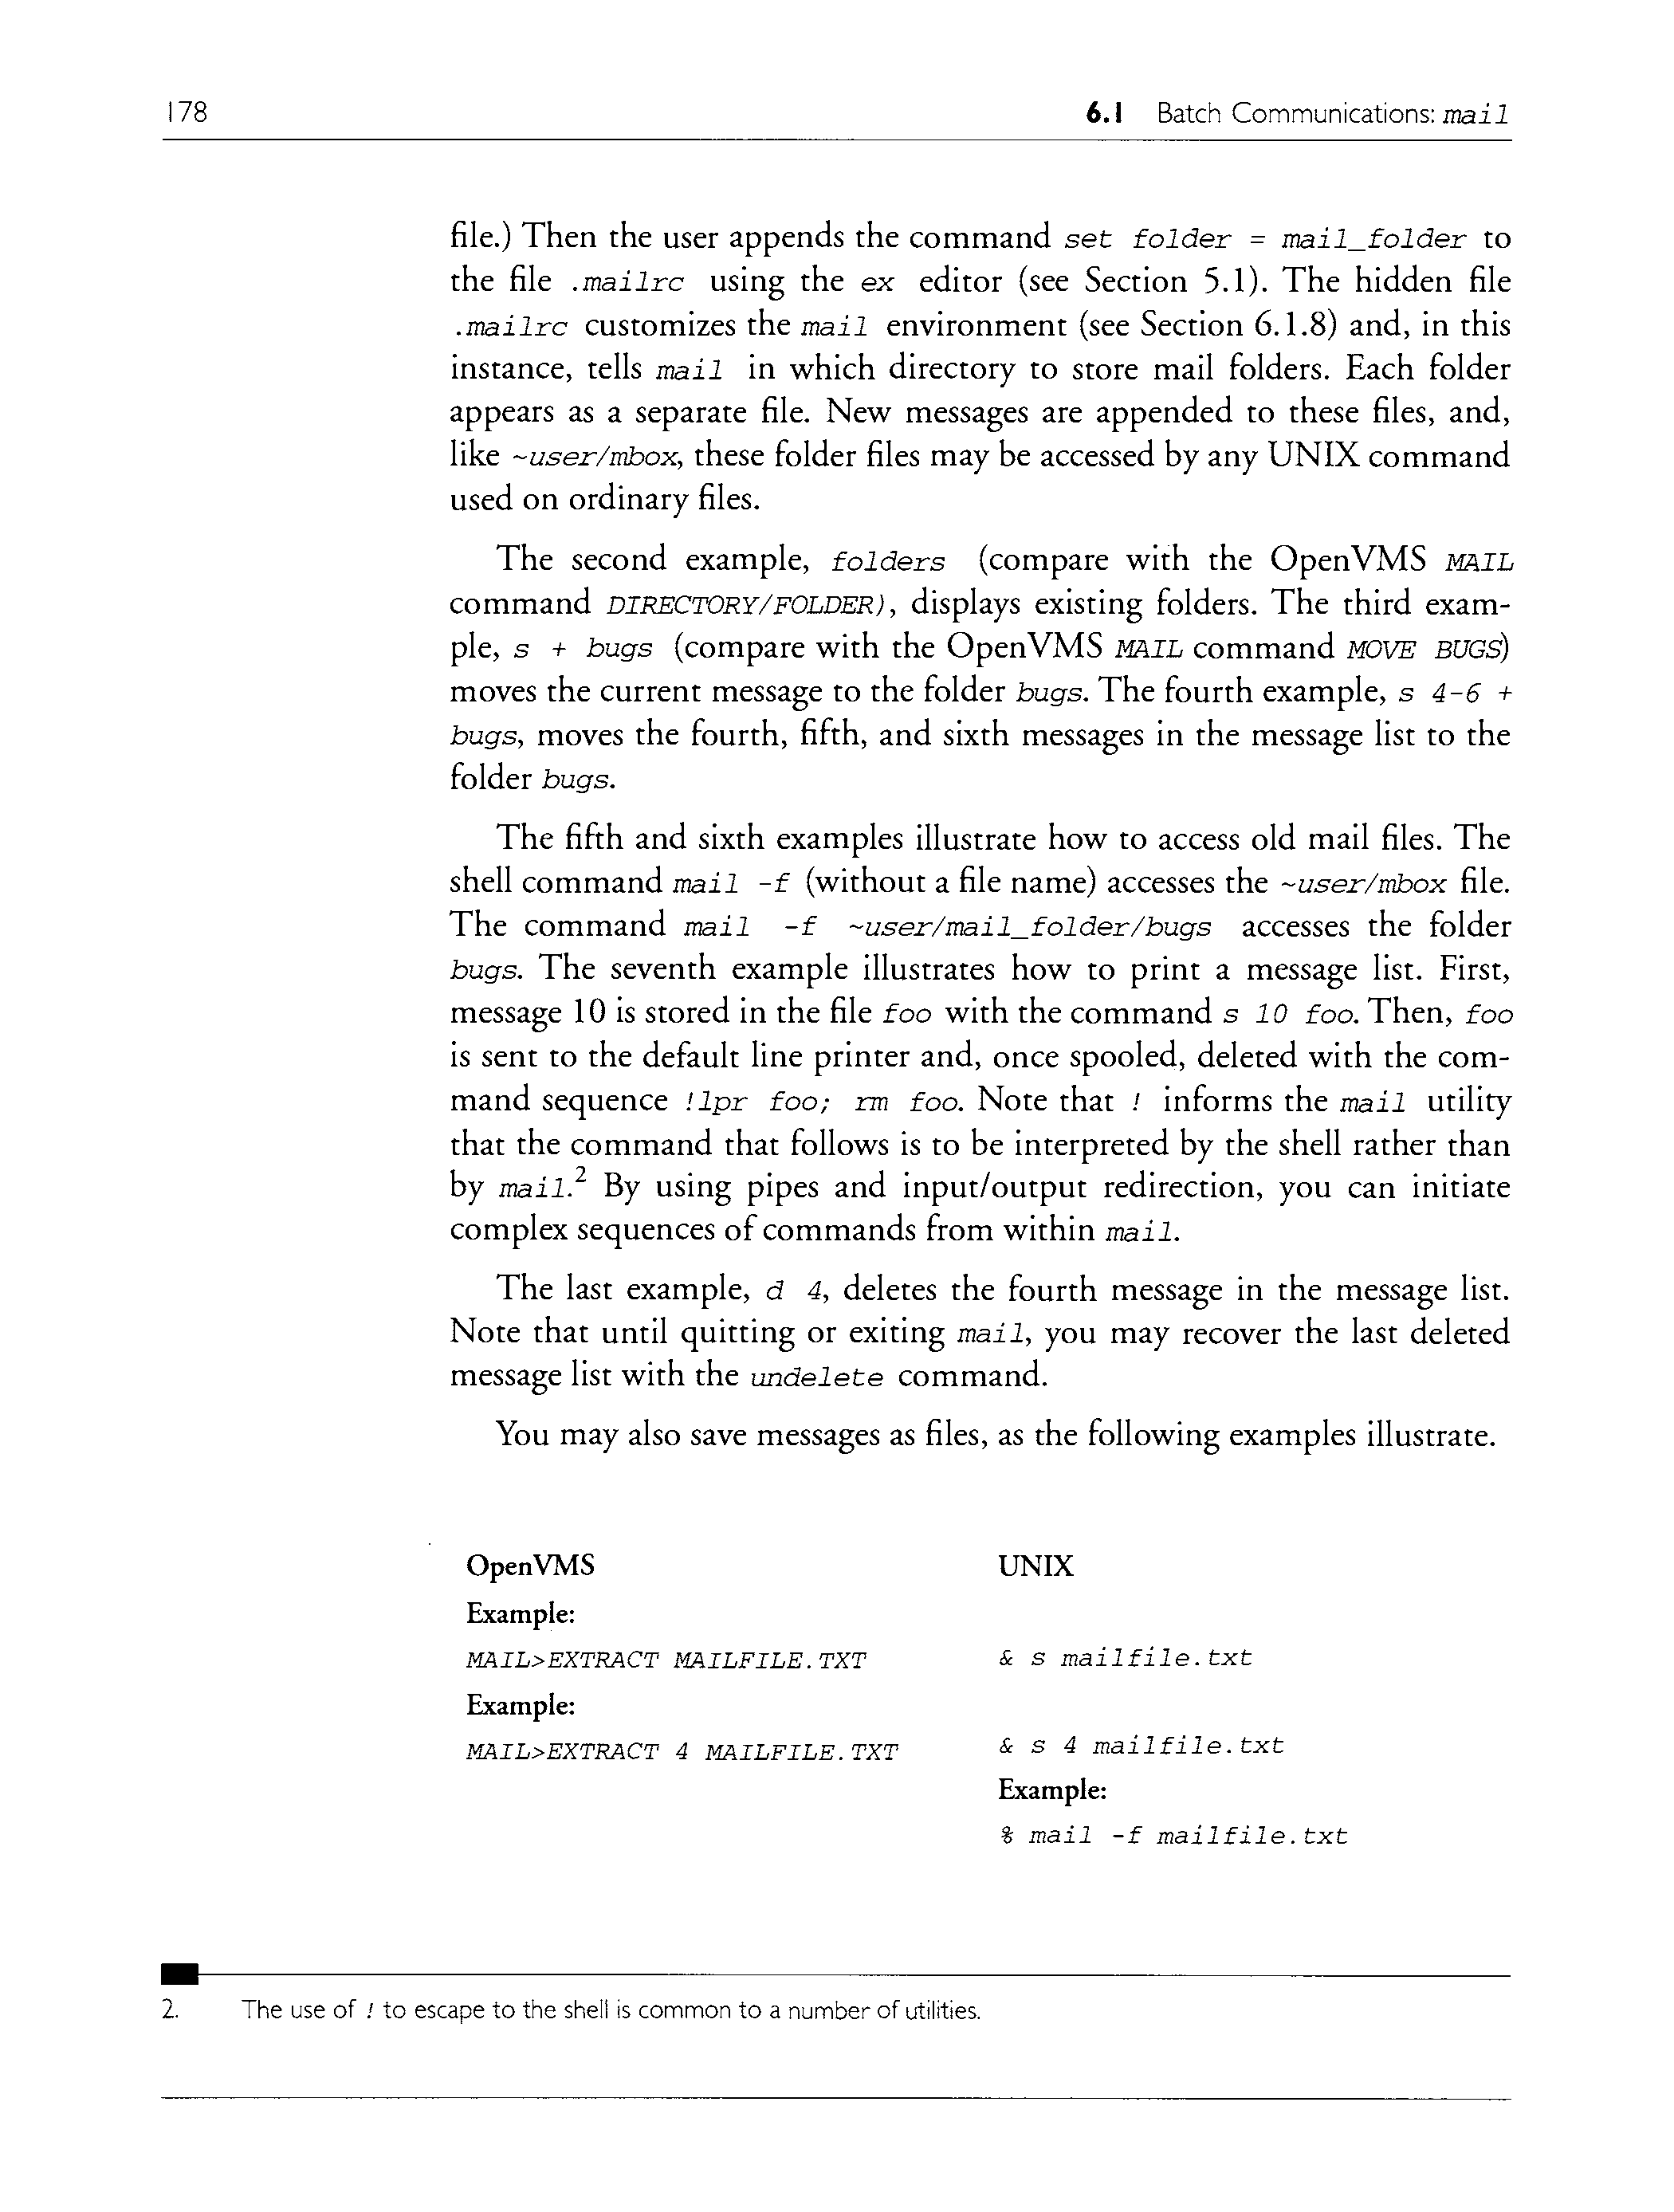 178 6.1 Batch Communications: mail
file.) Then the user appends the command set folder = mail_folder to
the file .mailrc using the ex editor (see Section 5.1). The hidden file
.mailrc customizes the mail environment (see Section 6.1.8) and, in this
instance, tells mail in which directory to store mail folders. Each folder
appears as a separate file. New messages are appended to these files, and,
like ~user/mbox, these folder files may be accessed by any UNIX command
used on ordinary files.
The second example, folders (compare with the OpenVMS MAIL
command DIRECTORY/FOLDER), displays existing folders. The third exam-
ple, s + bugs (compare with the OpenVMS MAIL command MOVE BUGS)
moves the current message to the folder bugs. The fourth example, s 4-6 +
bugs, moves the fourth, fifth, and sixth messages in the message list to the
folder bugs.
The fifth and sixth examples illustrate how to access old mail files. The
shell command mail -f (without a file name) accesses the ~user/mbox file.
The command mail -f ~user/mail_folder/bugs accesses the folder
bugs. The seventh example illustrates how to print a message list. First,
message 10 is stored in the file foo with the command s 10 foo. Then, foo
is sent to the default line printer and, once spooled, deleted with the com-
mand sequence !lpr foo; rm foo. Note that ! informs the mail utility
that the command that follows is to be interpreted by the shell rather than
by mail.2 By using pipes and input/output redirection, you can initiate
complex sequences of commands from within mail.
The last example, d 4, deletes the fourth message in the message list.
Note that until quitting or exiting mail, you may recover the last deleted
message list with the undelete command.
You may also save messages as files, as the following examples illustrate.
OpenVMS UNIX
Example:
MAIL>EXTRACT MAILFILE.TXT & s mailfile.txt
Example:
MAIL>EXTRACT 4 MAILFILE.TXT & s 4 mailfile.txt
Example:
% mail -f mailfile.txt
2. The use of ! to escape to the shell is common to a number of utilities.